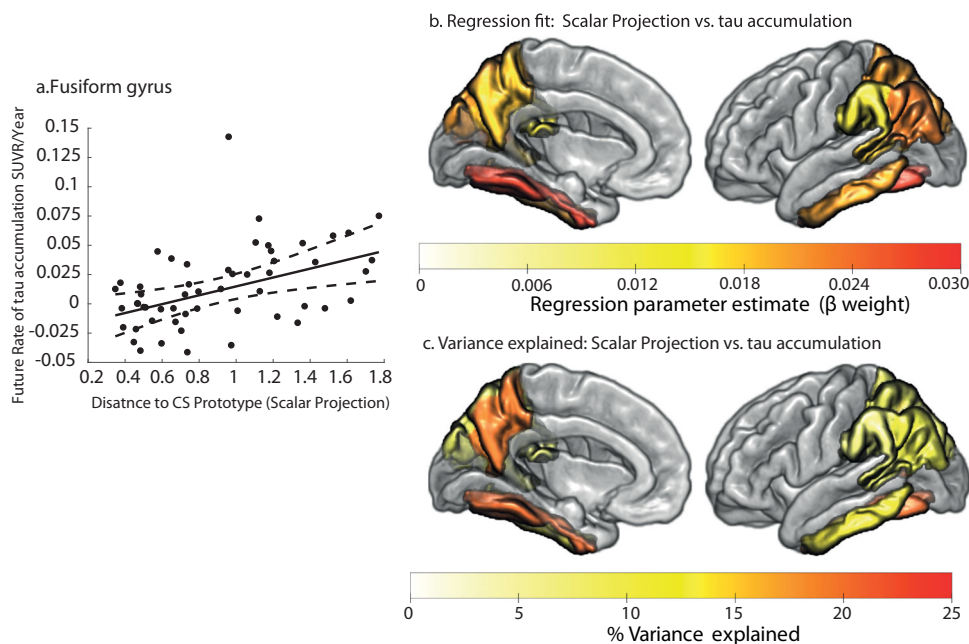 a.Fusiform gyrus
Future Rate of tau accumulation SUVR/Year
0.15
0.125
0.1
0.075
0.05
0.025
0
-0.025
-0.05
0.2 0.4 0.6 0.8 1 1.2 1.4 1.6 1.8
Disatnce to CS Prototype (Scalar Projection)
b. Regression fit: Scalar Projection vs. tau accumulation
0 0.006 0.012 0.018 0.024 0.030
Regression parameter estimate (β weight)
c. Variance explained: Scalar Projection vs. tau accumulation
0 5 10 15 20 25
% Variance explained